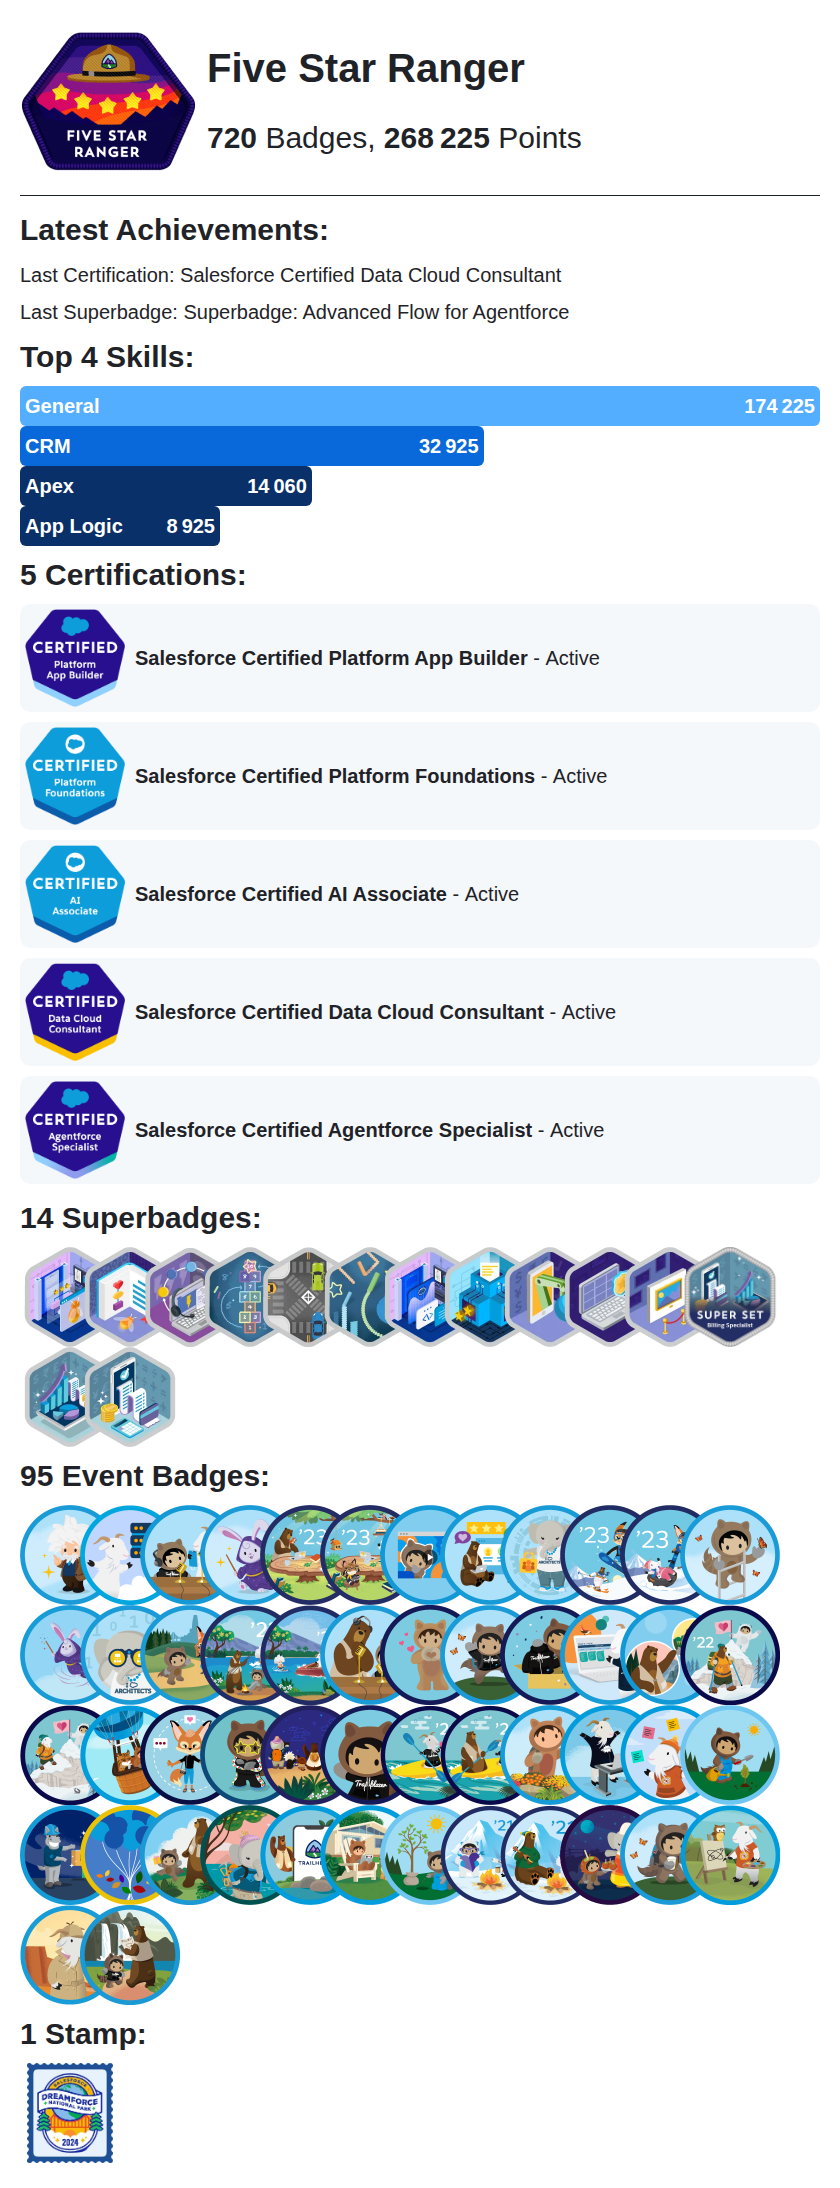 FIVE STAR
RANGER
Five Star Ranger
720 Badges, 268 225 Points
Latest Achievements:
Last Certification: Salesforce Certified Data Cloud Consultant
Last Superbadge: Superbadge: Advanced Flow for Agentforce
Top 4 Skills:
General 174 225
CRM 32 925
Apex 14 060
App Logic 8 925
5 Certifications:
CERTIFIED
Platform
App Builder
Salesforce Certified Platform App Builder - Active
CERTIFIED
Platform
Foundations
Salesforce Certified Platform Foundations - Active
CERTIFIED
AI
Associate
Salesforce Certified AI Associate - Active
CERTIFIED
Data Cloud
Consultant
Salesforce Certified Data Cloud Consultant - Active
CERTIFIED
Agentforce
Specialist
Salesforce Certified Agentforce Specialist - Active
14 Superbadges:
SUPER SET
Billing Specialist
95 Event Badges:
'23
'23
'23
'23
ARCHITECTS
'22
'21
1 Stamp:
SALESFORCE
DREAMFORCE
NATIONAL PARK
2024